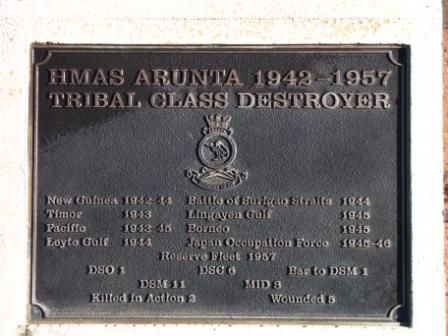 HMAS ARUNTA 1942-1957
TRIBAL CLASS DESTROYER
New Guinea 1942-44 Battle of Surigao Straits 1944
Timor 1943 Lingayen Gulf 1945
Pacific 1942-45 Borneo 1945
Leyte Gulf 1944 Japan Occupation Force 1945-46
Reserve Fleet 1957
DSO 1 DSC 6 Bar to DSM 1
DSM 11 MID 8
Killed in Action 2 Wounded 5